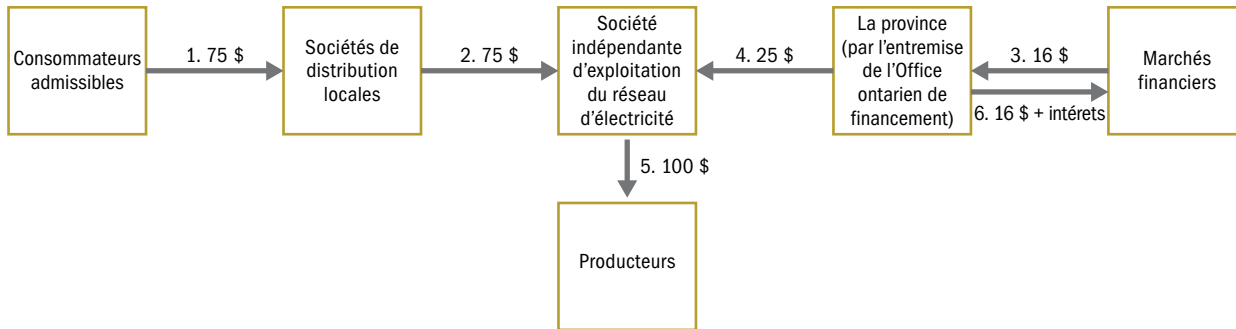 Consommateurs
admissibles
1. 75 $
Sociétés de
distribution
locales
2. 75 $
Société
indépendante
d’exploitation
du réseau
d’électricité
4. 25 $
La province
(par l’entremise
de l’Office
ontarien de
financement)
3. 16 $
6. 16 $ + intérets
Marchés
financiers
5. 100 $
Producteurs